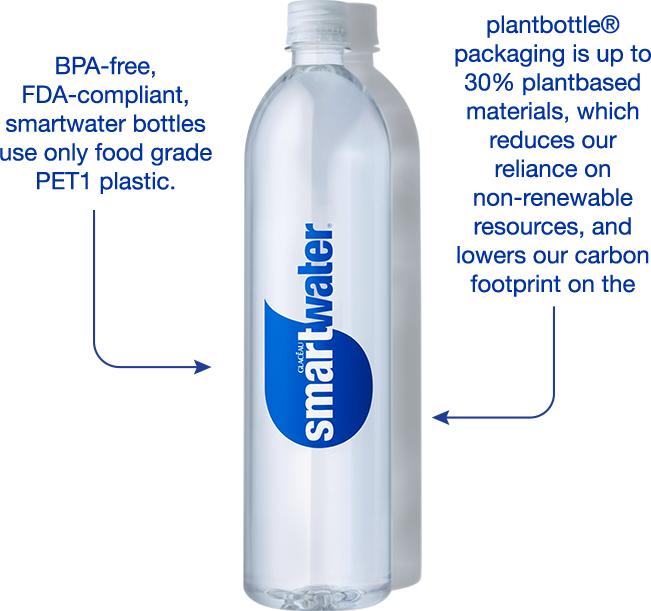 BPA-free,
FDA-compliant,
smartwater bottles
use only food grade
PET1 plastic.
plantbottle®
packaging is up to
30% plantbased
materials, which
reduces our
reliance on
non-renewable
resources, and
lowers our carbon
footprint on the
GLACÉAU
smartwater®